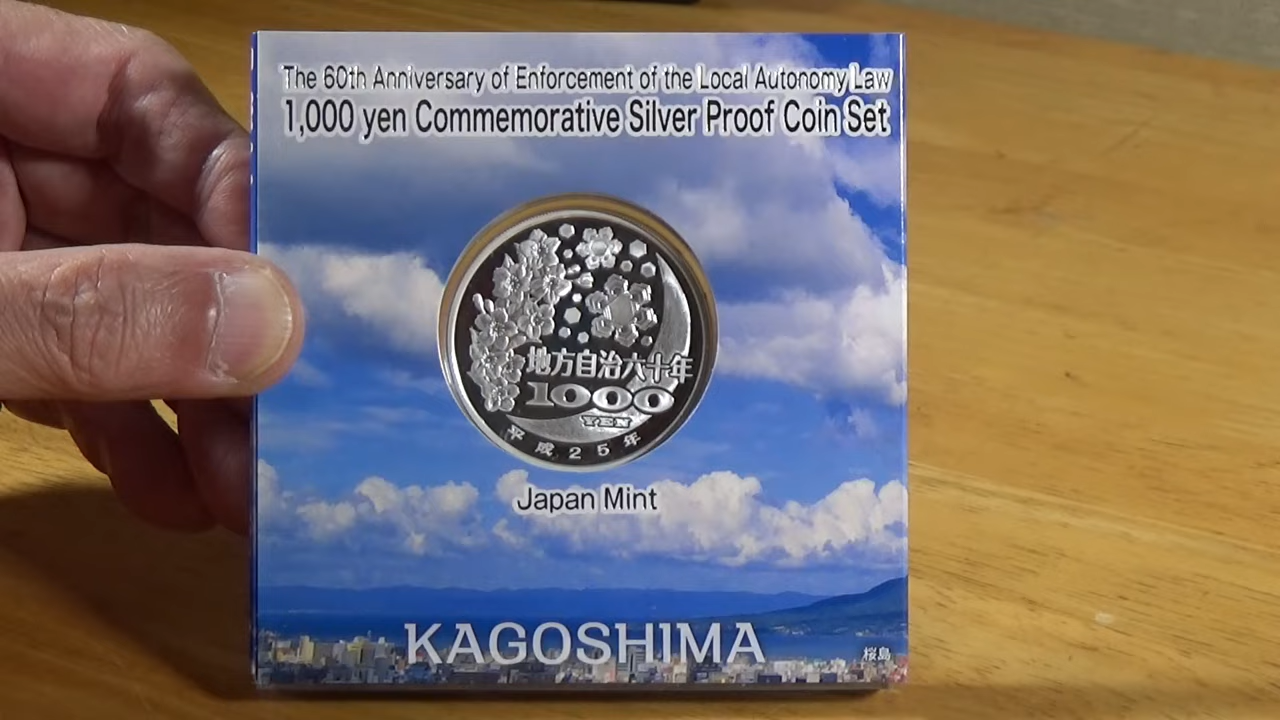 The 60th Anniversary of Enforcement of the Local Autonomy Law
1,000 yen Commemorative Silver Proof Coin Set
地方自治六十年
1000
YEN
平成25年
Japan Mint
KAGOSHIMA
桜島